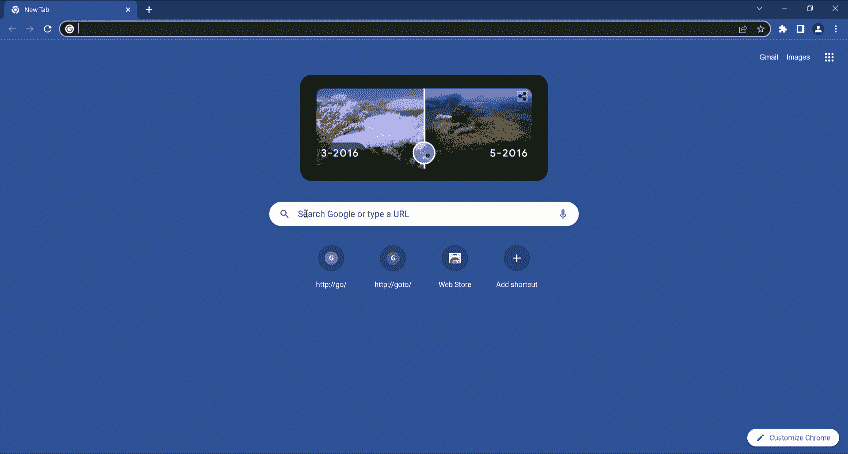 New Tab
Gmail Images
3-2016 5-2016
Search Google or type a URL
G G
http://go/ http://goto/ Web Store Add shortcut
Customize Chrome